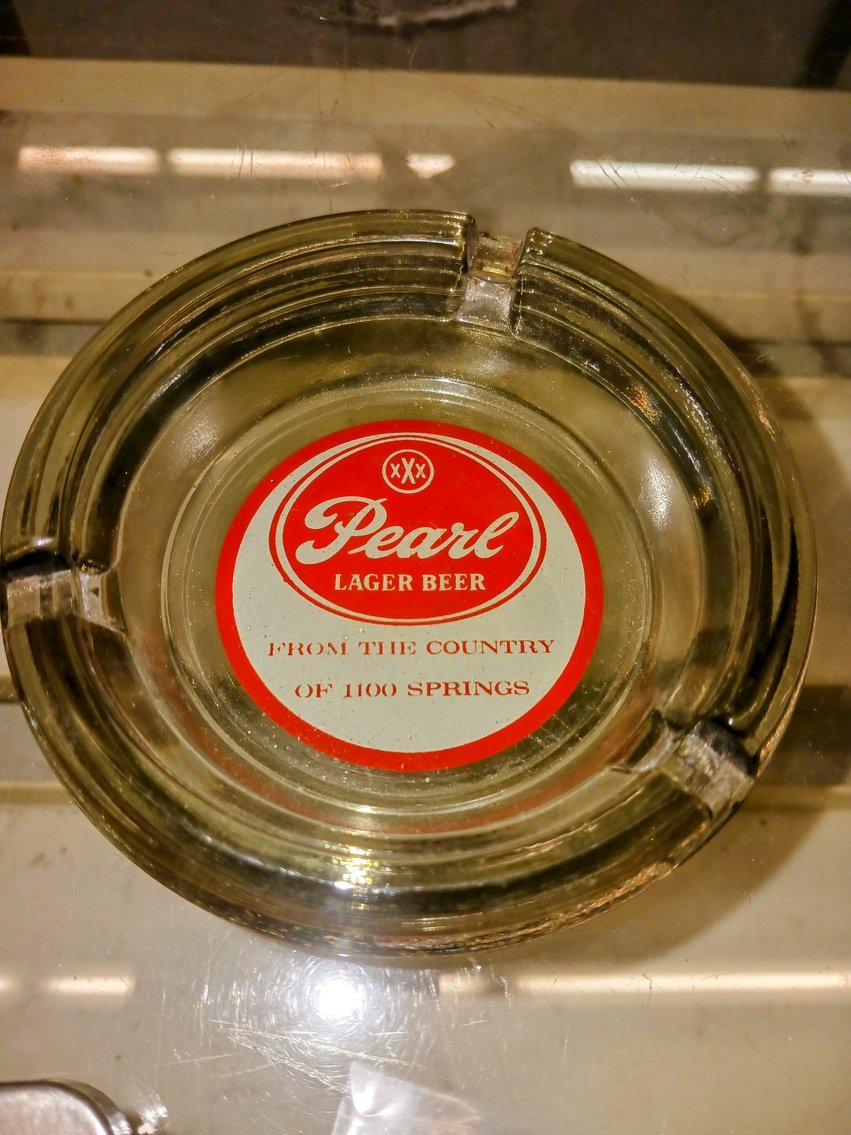 XXX
Pearl
LAGER BEER
FROM THE COUNTRY
OF 1100 SPRINGS